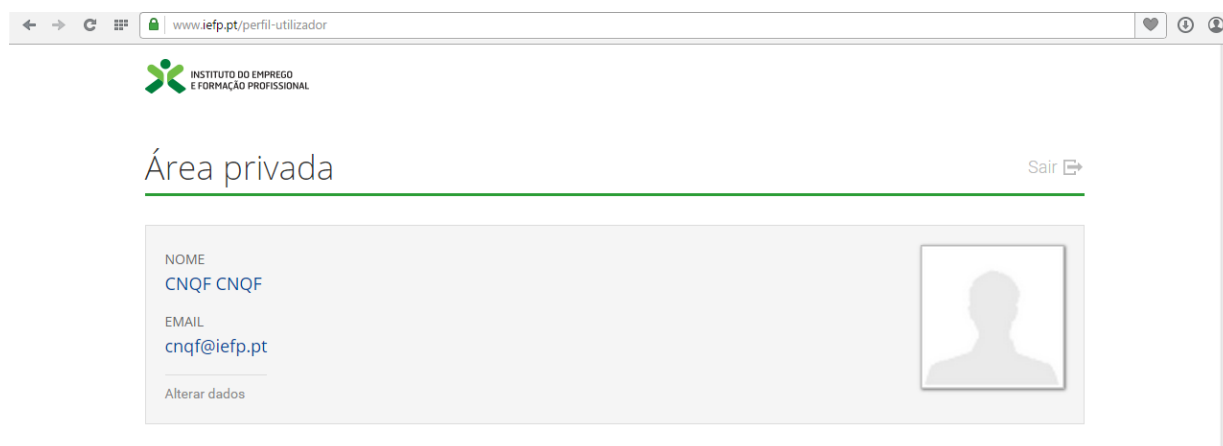 www.iefp.pt/perfil-utilizador
INSTITUTO DO EMPREGO
E FORMAÇÃO PROFISSIONAL
Área privada
Sair
NOME
CNQF CNQF
EMAIL
cnqf@iefp.pt
Alterar dados